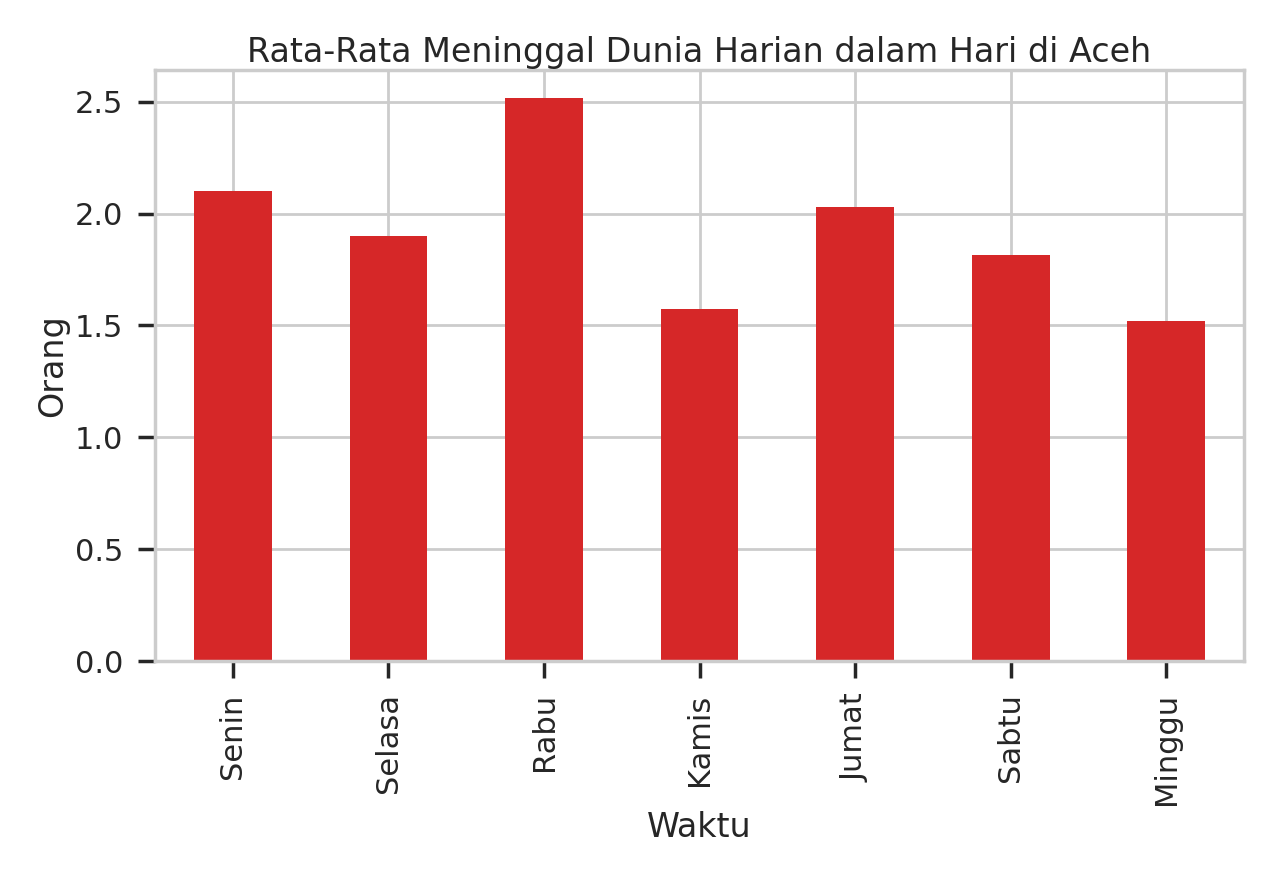 Rata-Rata Meninggal Dunia Harian dalam Hari di Aceh
2.5
2.0
1.5
1.0
0.5
0.0
Orang
Senin
Selasa
Rabu
Kamis
Jumat
Sabtu
Minggu
Waktu